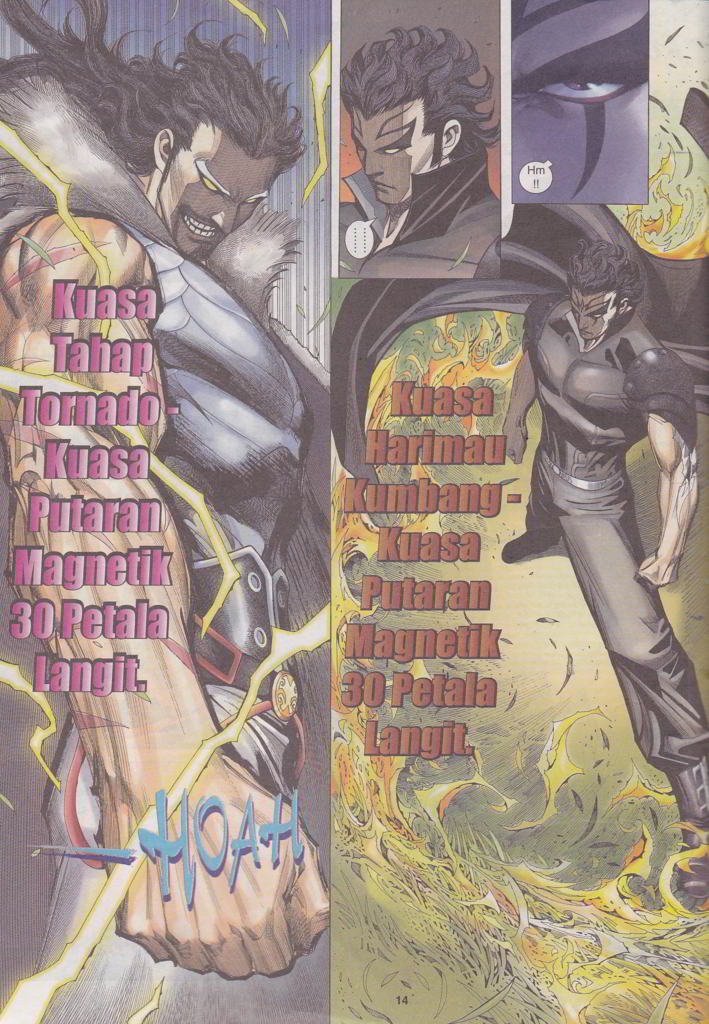 Kuasa
Tahap
Tornado -
Kuasa
Putaran
Magnetik
30 Petala
Langit.
HOAH
..........
Hm
!!
Kuasa
Harimau
Kumbang -
Kuasa
Putaran
Magnetik
30 Petala
Langit.
14